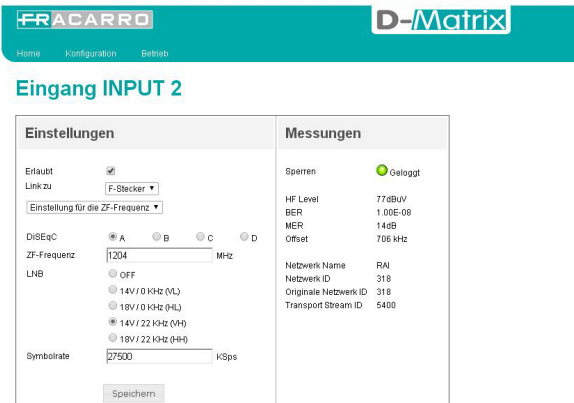 FRACARRO
D-Matrix
Home Konfiguration Betrieb
Eingang INPUT 2
Einstellungen
Erlaubt
Link zu F-Stecker
Einstellung für die ZF-Frequenz
DiSEqC A B C D
ZF-Frequenz 1204 MHz
LNB OFF
14V / 0 KHz (VL)
18V / 0 KHz (HL)
14V / 22 KHz (VH)
18V / 22 KHz (HH)
Symbolrate 27500 KSps
Speichern
Messungen
Sperren Geloggt
HF Level 77dBuV
BER 1.00E-08
MER 14dB
Offset 706 kHz
Netzwerk Name RAI
Netzwerk ID 318
Originale Netzwerk ID 318
Transport Stream ID 5400